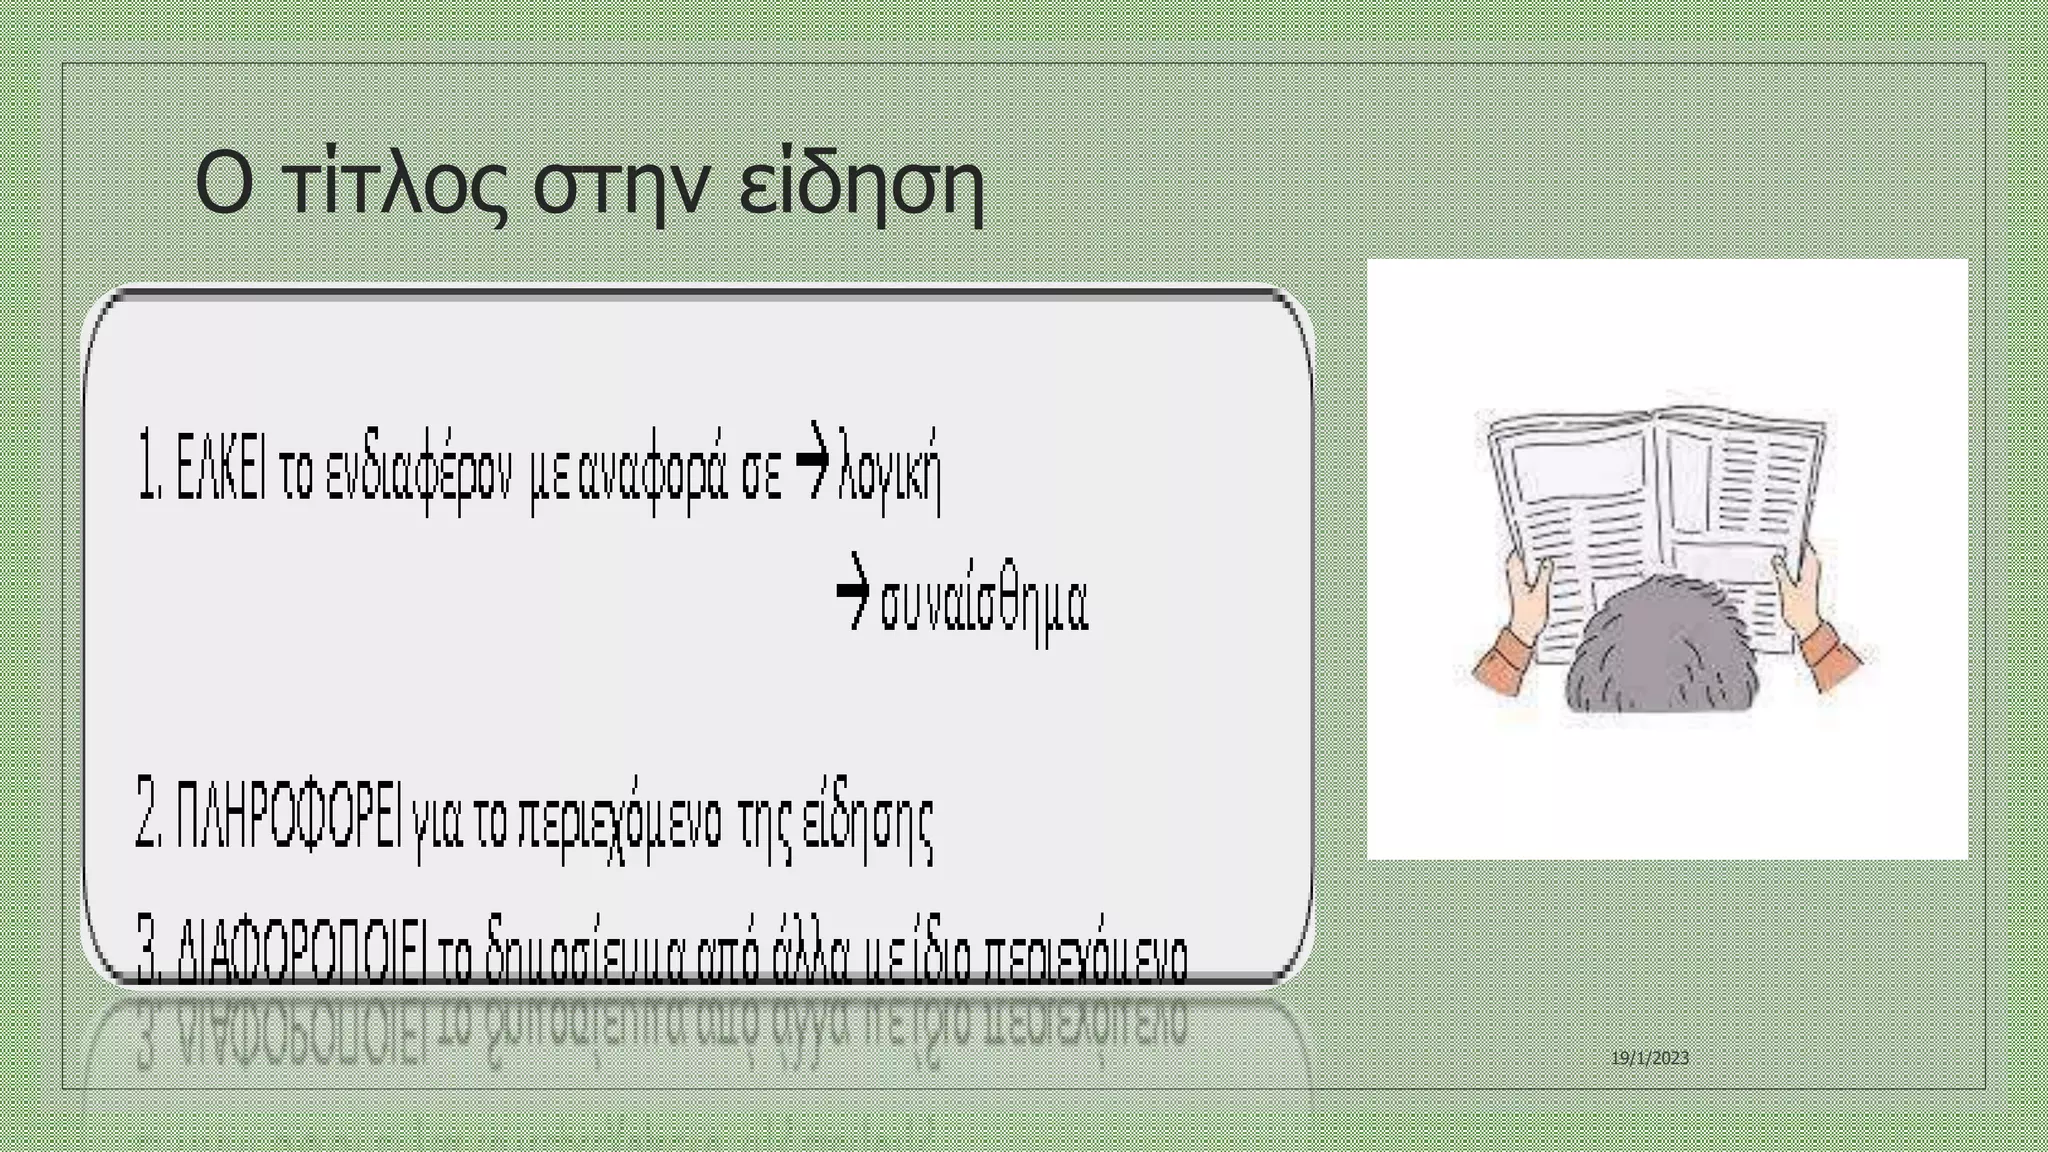 Ο τίτλος στην είδηση
1. ΕΛΚΕΙ το ενδιαφέρον με αναφορά σε → λογική
→ συναίσθημα
2. ΠΛΗΡΟΦΟΡΕΙ για το περιεχόμενο της είδησης
3. ΔΙΑΦΟΡΟΠΟΙΕΙ το δημοσίευμα από άλλα με ίδιο περιεχόμενο
19/1/2023